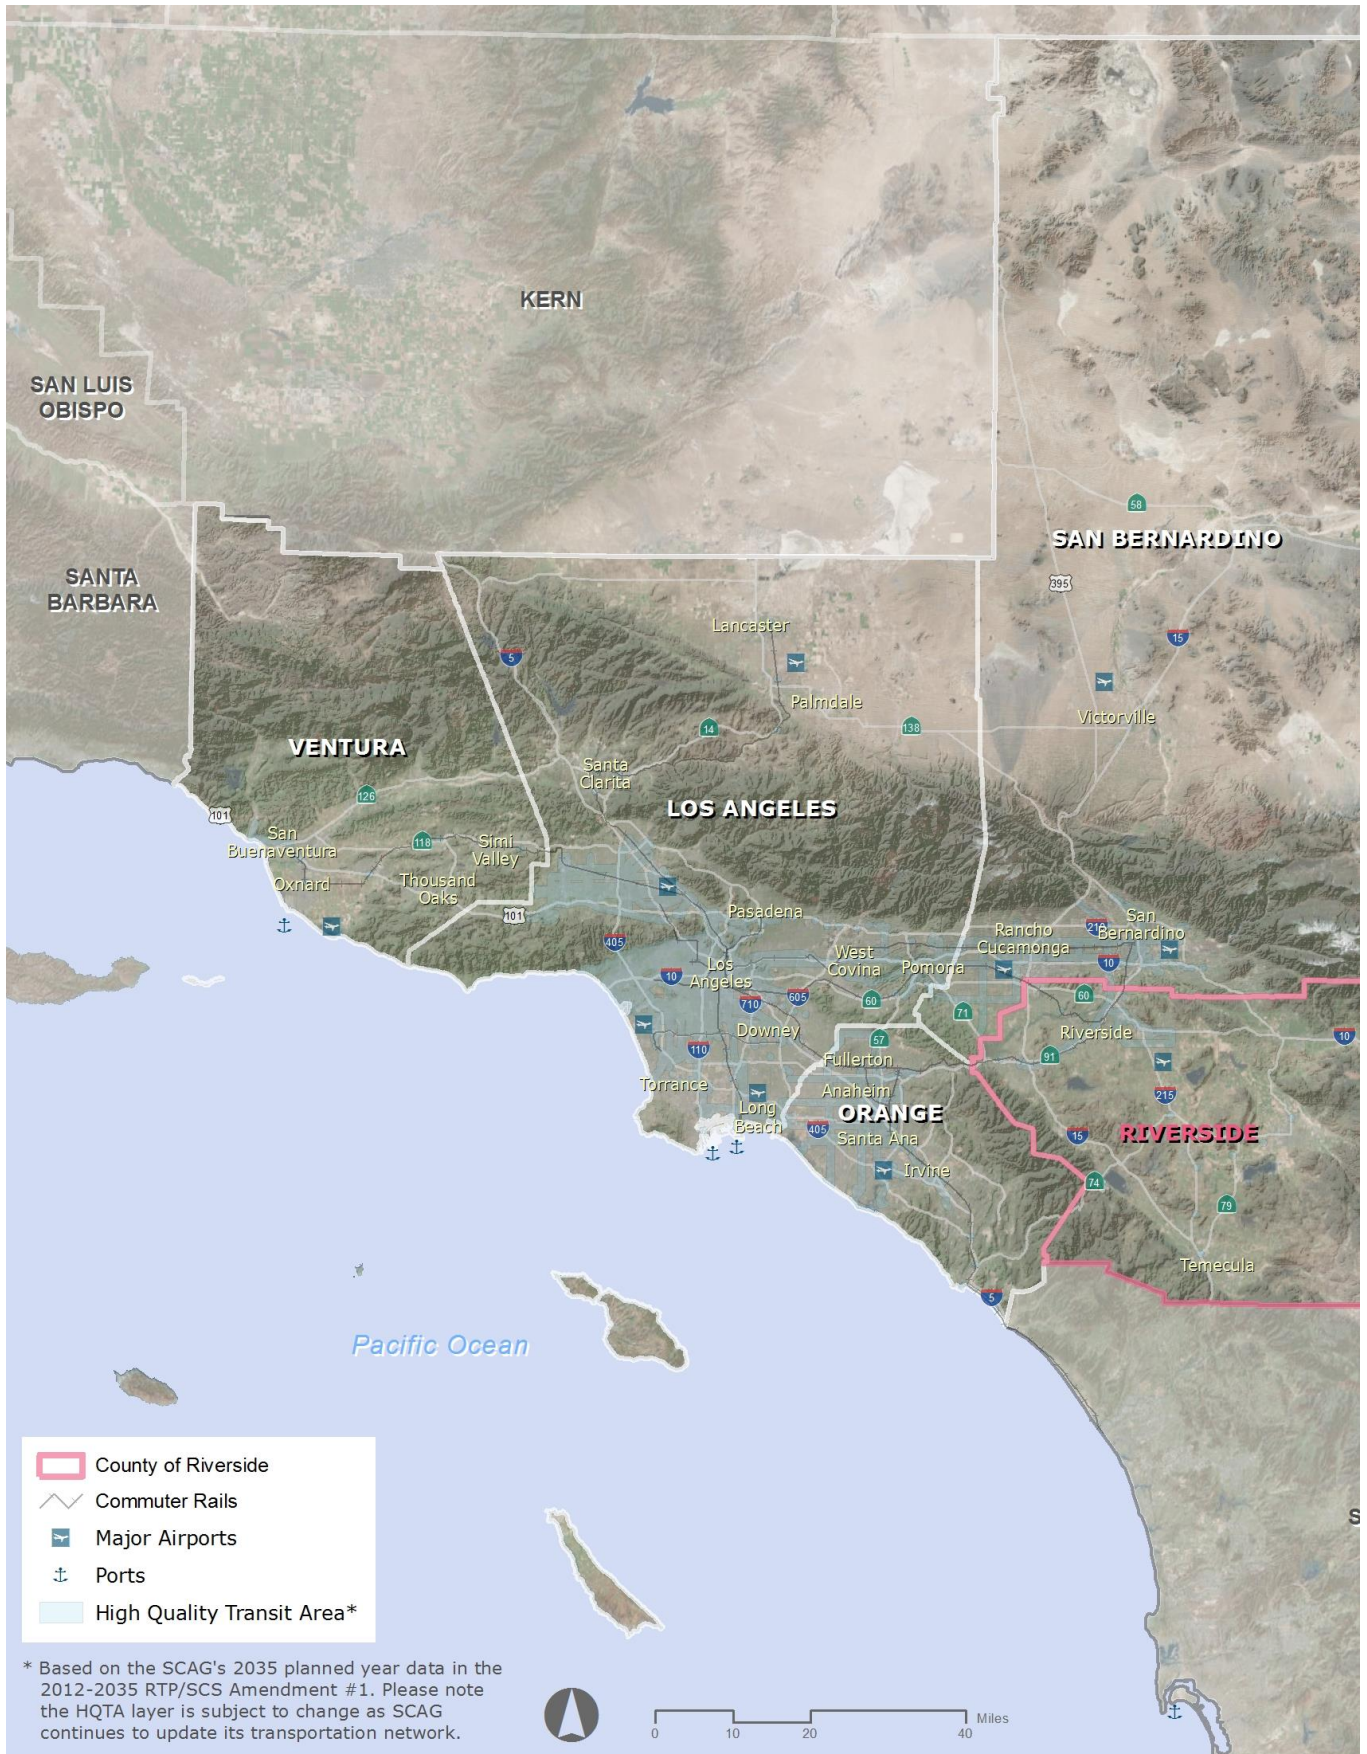 KERN
SAN LUIS
OBISPO
58
SAN BERNARDINO
SANTA
BARBARA
395
Lancaster
15
5
Palmdale
Victorville
14
138
VENTURA
Santa
Clarita
126
LOS ANGELES
101
San
Buenaventura
118
Simi
Valley
Oxnard
Thousand
Oaks
101
Pasadena
San
Bernardino
210
Rancho
Cucamonga
405
West
Covina
Pomona
Los
Angeles
10
10
710
605
60
60
71
Downey
Riverside
57
10
110
Fullerton
91
Torrance
Anaheim
215
Long
Beach
ORANGE
405
Santa Ana
15
RIVERSIDE
Irvine
74
79
Temecula
5
Pacific Ocean
County of Riverside
Commuter Rails
Major Airports
Ports
High Quality Transit Area*
S
* Based on the SCAG's 2035 planned year data in the
2012-2035 RTP/SCS Amendment #1. Please note
the HQTA layer is subject to change as SCAG
continues to update its transportation network.
0
10
20
40
Miles